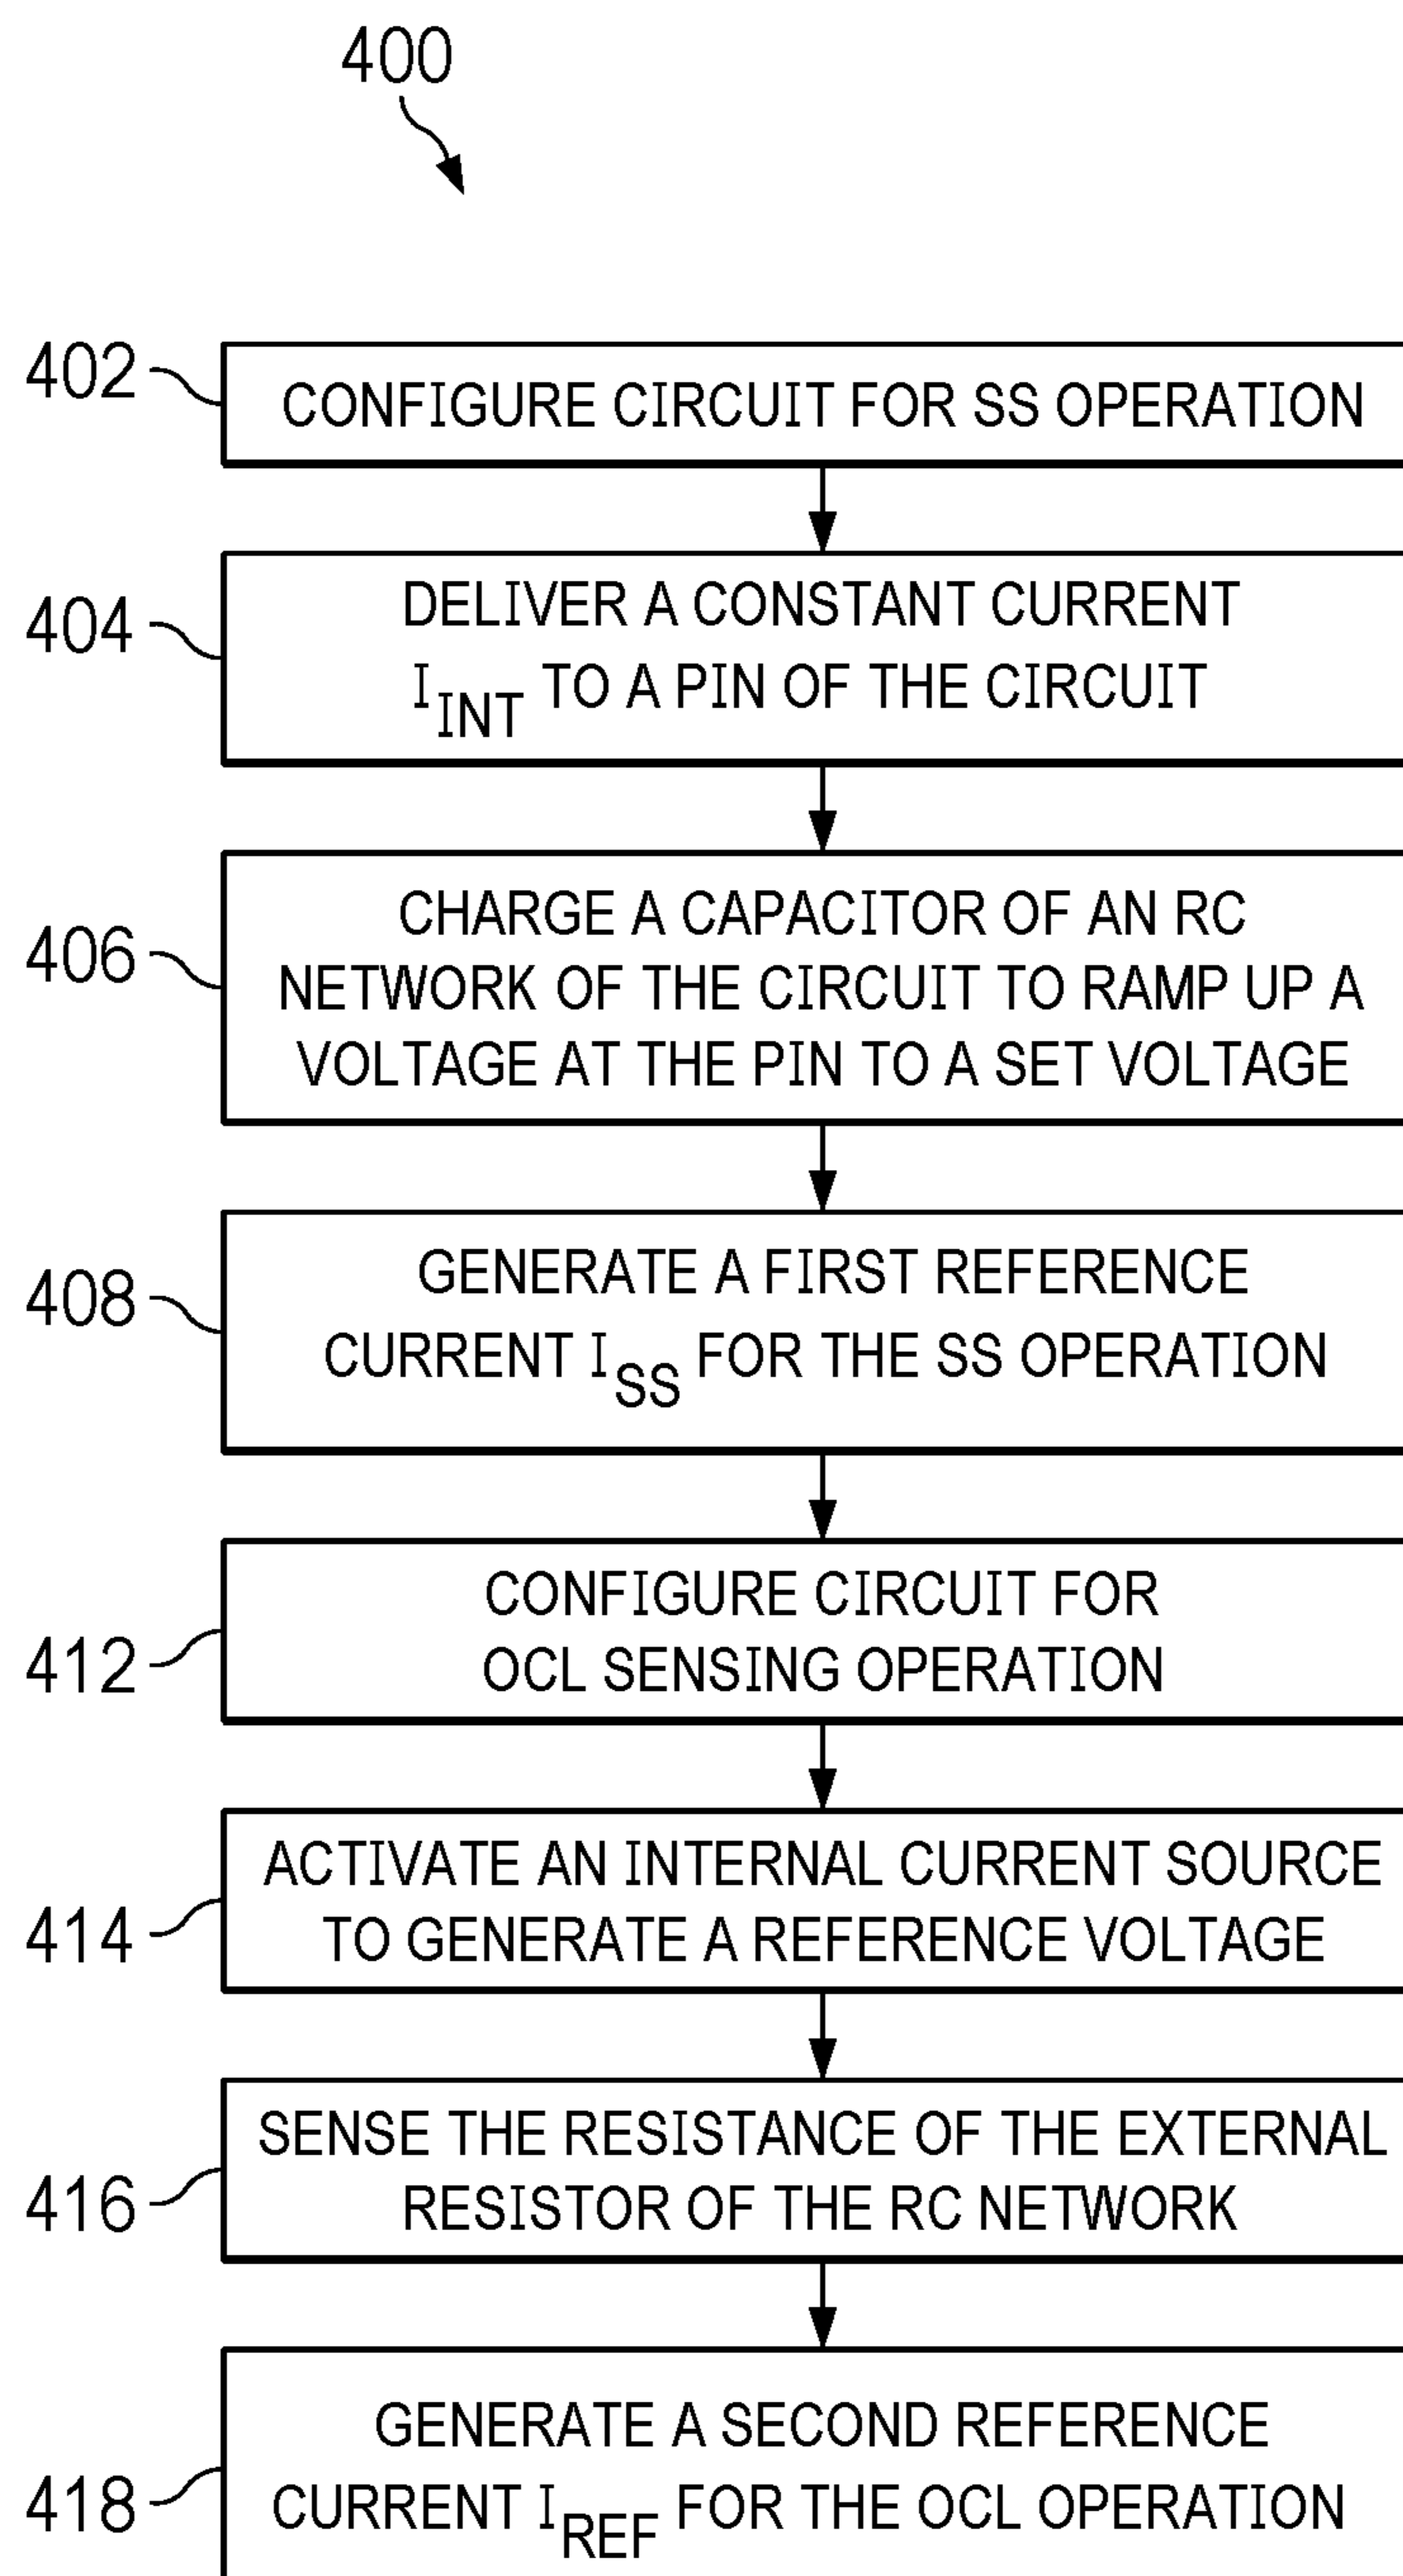 400
402
CONFIGURE CIRCUIT FOR SS OPERATION
404
DELIVER A CONSTANT CURRENT
I INT TO A PIN OF THE CIRCUIT
406
CHARGE A CAPACITOR OF AN RC
NETWORK OF THE CIRCUIT TO RAMP UP A
VOLTAGE AT THE PIN TO A SET VOLTAGE
408
GENERATE A FIRST REFERENCE
CURRENT I SS FOR THE SS OPERATION
412
CONFIGURE CIRCUIT FOR
OCL SENSING OPERATION
414
ACTIVATE AN INTERNAL CURRENT SOURCE
TO GENERATE A REFERENCE VOLTAGE
416
SENSE THE RESISTANCE OF THE EXTERNAL
RESISTOR OF THE RC NETWORK
418
GENERATE A SECOND REFERENCE
CURRENT I REF FOR THE OCL OPERATION